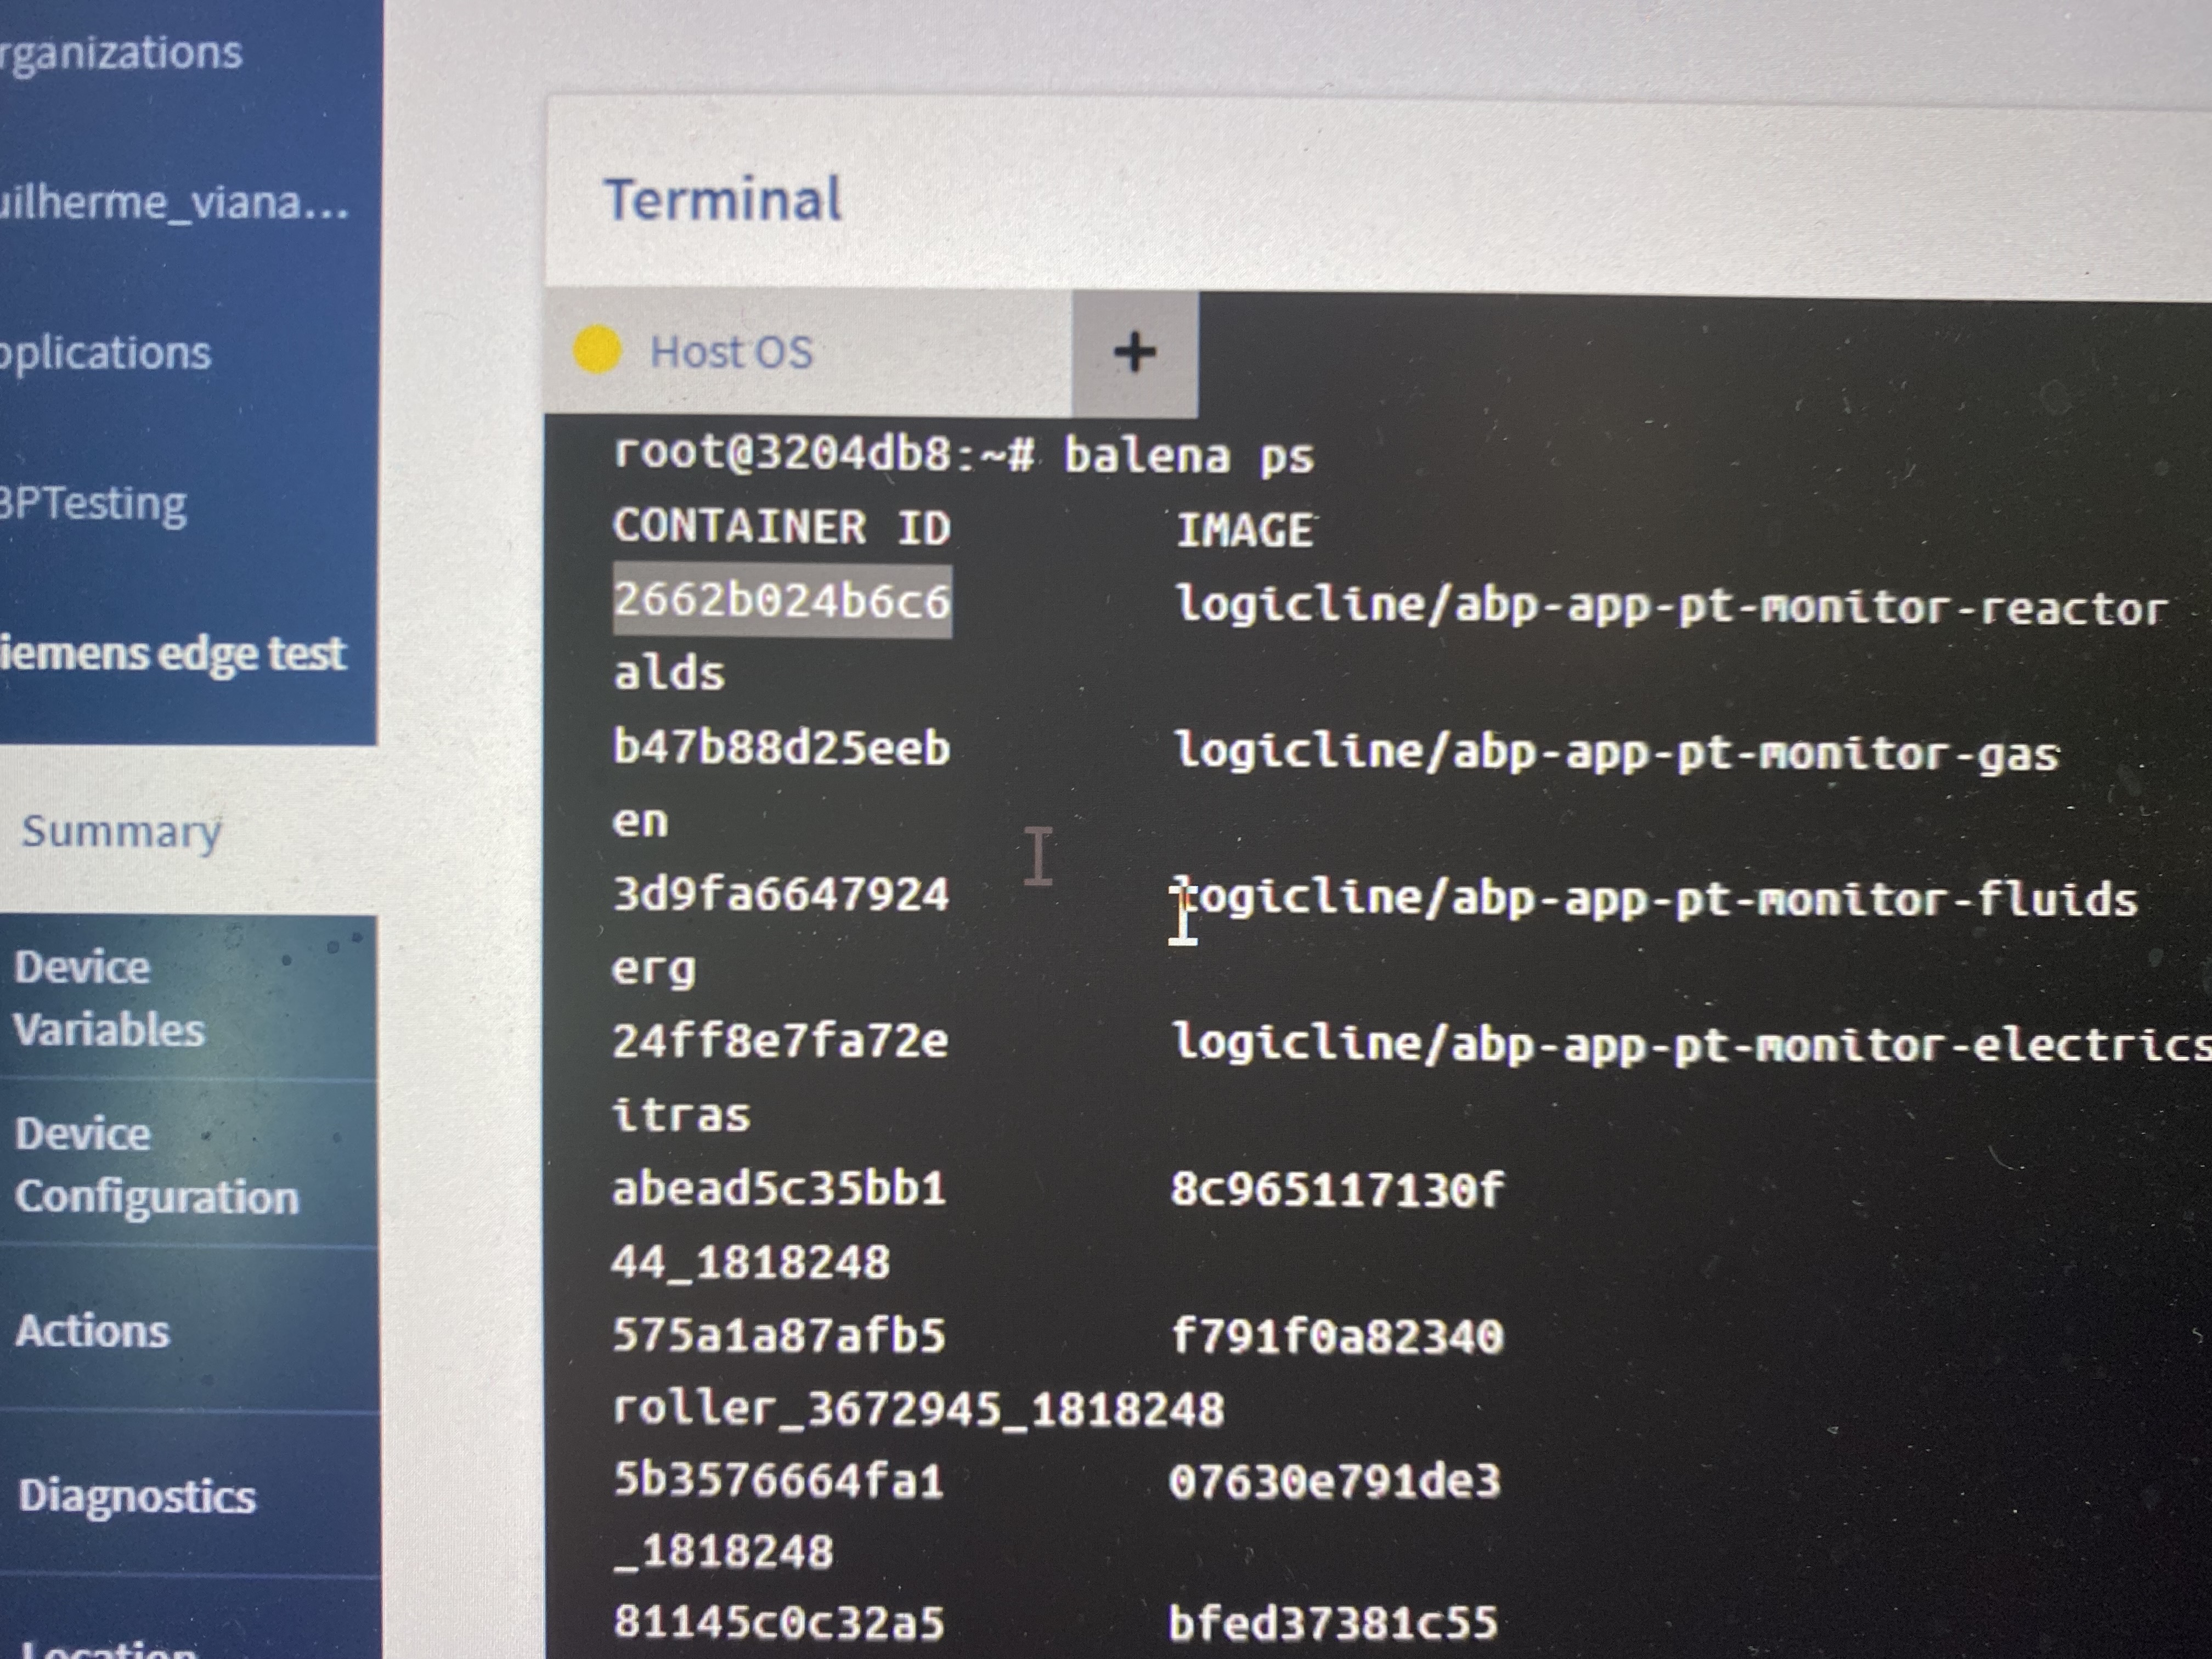 rganizations
uilherme_viana...
pplications
BPTesting
iemens edge test
Summary
Device
Variables
Device
Configuration
Actions
Diagnostics
Location
Terminal
Host OS +
root@3204db8:~# balena ps
CONTAINER ID IMAGE
2662b024b6c6 logicline/abp-app-pt-monitor-reactor
alds
b47b88d25eeb logicline/abp-app-pt-monitor-gas
en
3d9fa6647924 logicline/abp-app-pt-monitor-fluids
erg
24ff8e7fa72e logicline/abp-app-pt-monitor-electrics
itras
abead5c35bb1 8c965117130f
44_1818248
575a1a87afb5 f791f0a82340
roller_3672945_1818248
5b3576664fa1 07630e791de3
_1818248
81145c0c32a5 bfed37381c55